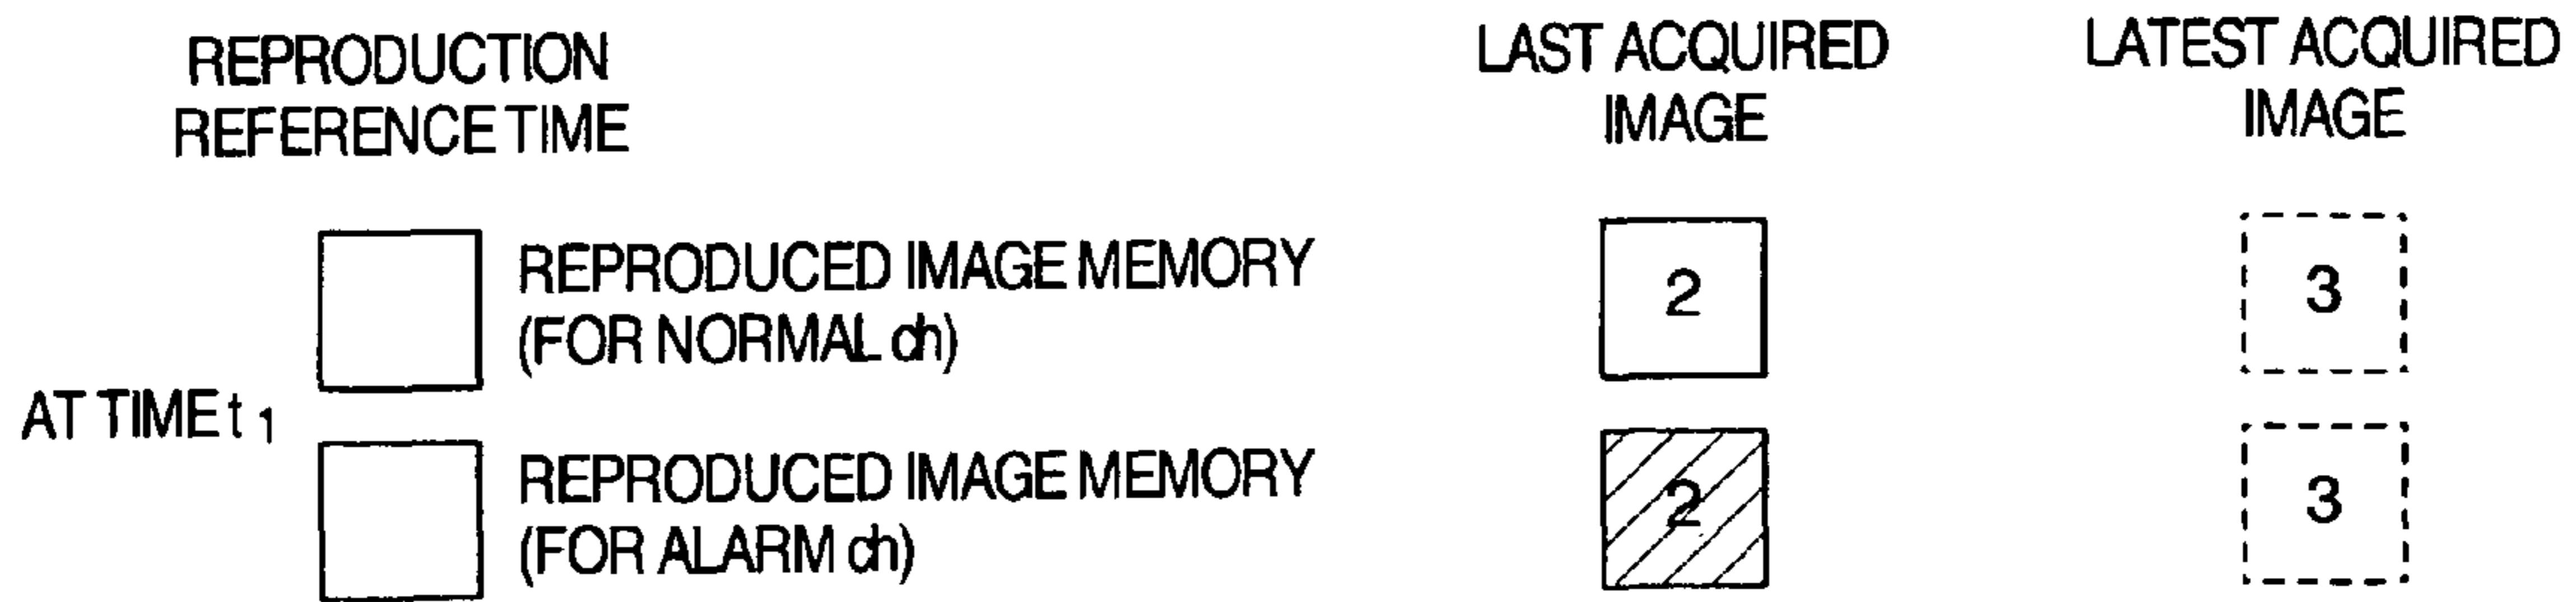 REPRODUCTION
REFERENCE TIME
LAST ACQUIRED
IMAGE
LATEST ACQUIRED
IMAGE
AT TIME t 1
REPRODUCED IMAGE MEMORY
(FOR NORMAL ch)
2
3
REPRODUCED IMAGE MEMORY
(FOR ALARM ch)
2
3